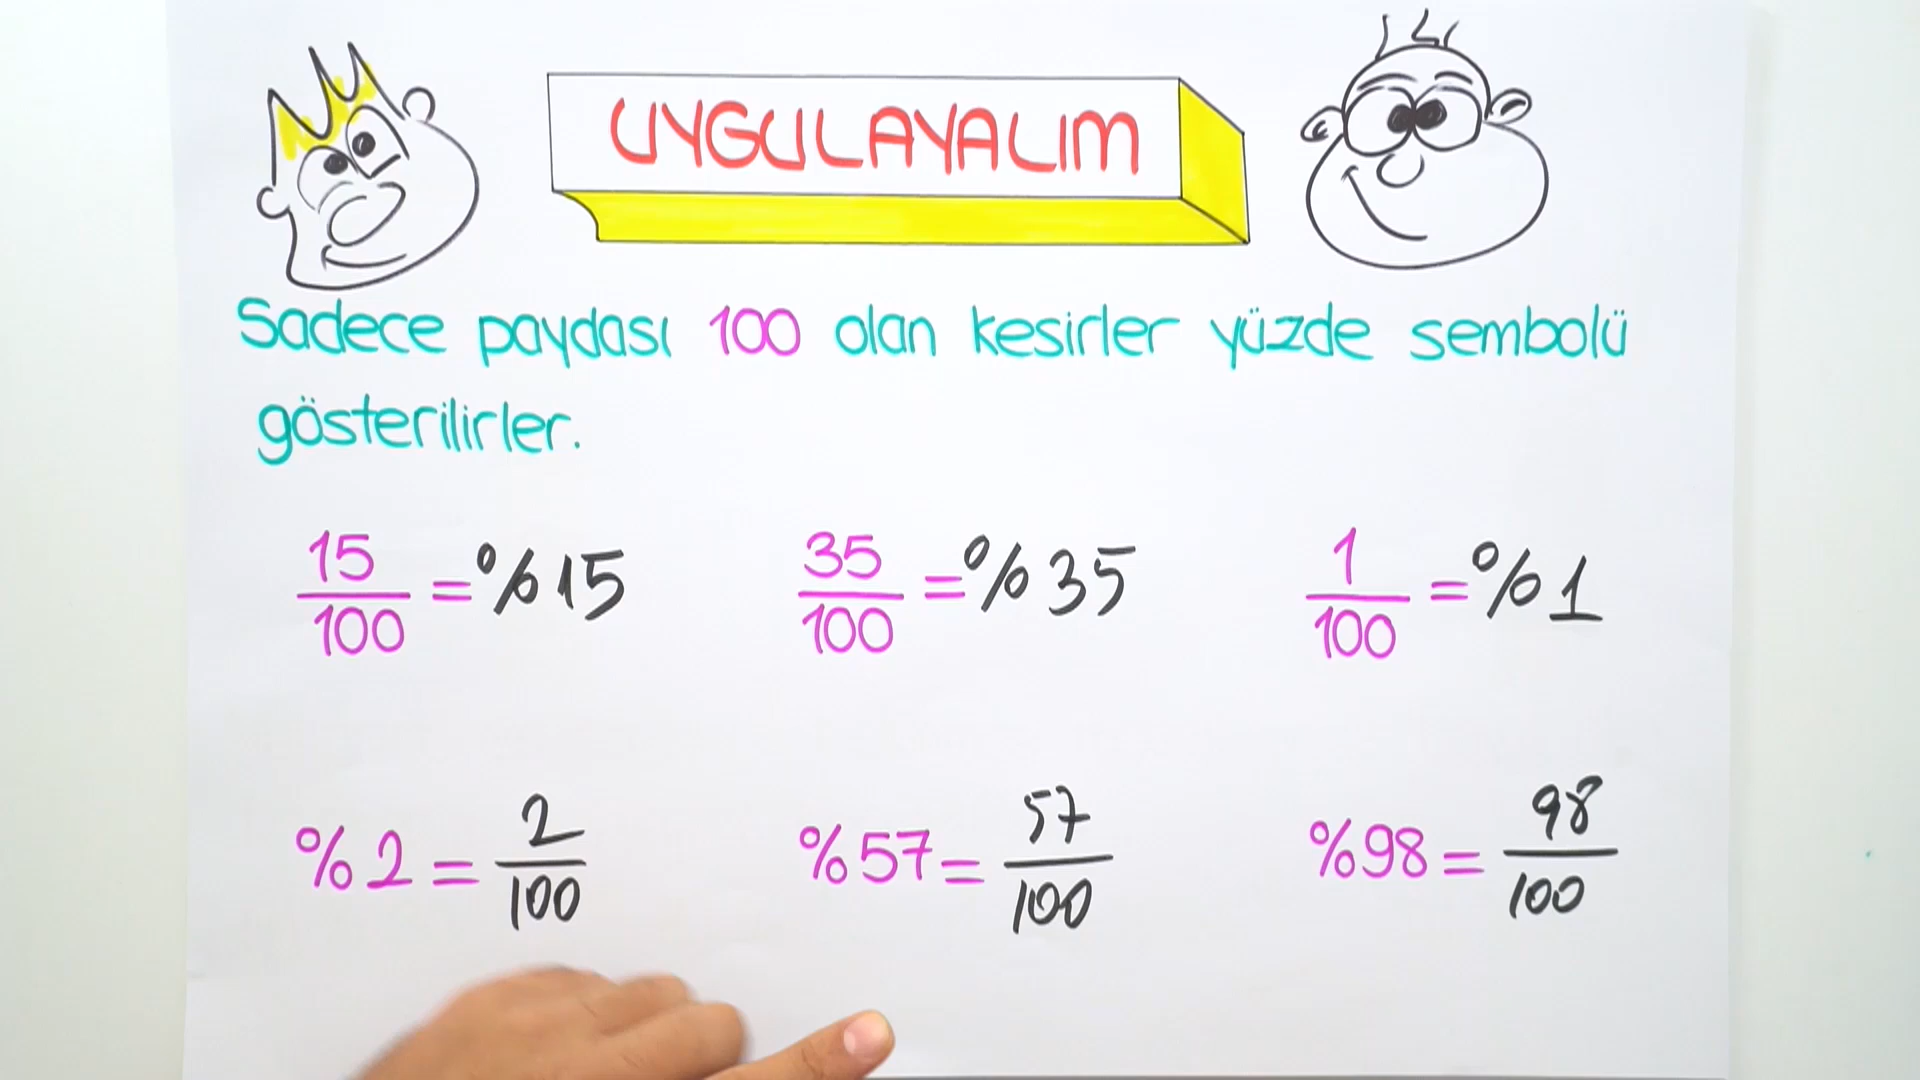 UYGULAYALIM
Sadece paydası 100 olan kesirler yüzde sembolü
gösterilirler.
15/100 = %15 35/100 = %35 1/100 = %1
%2 = 2/100 %57 = 57/100 %98 = 98/100